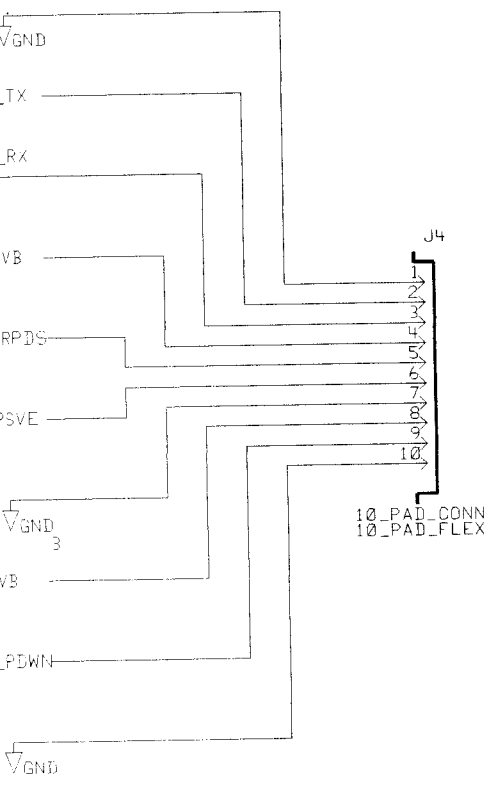 GND
_TX
_RX
J4
VB
1
2
3
4
RPDS
5
6
7
PSVE
8
9
10
10_PAD_CONN
10_PAD_FLEX
GND
3
VB
_PDWN
GND